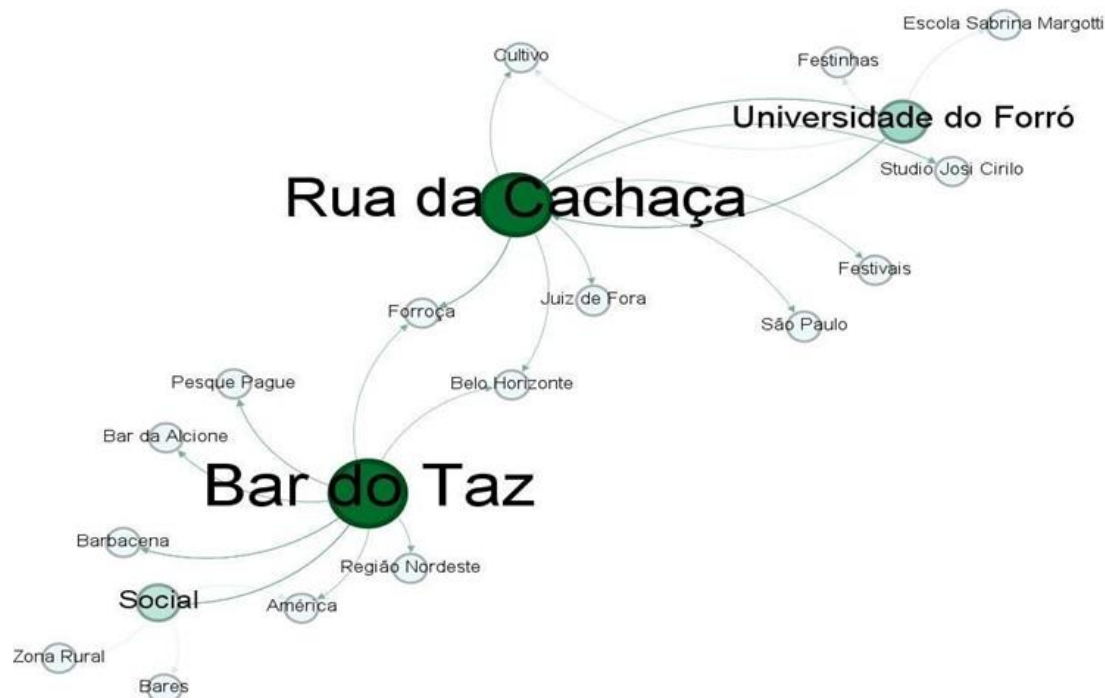 Escola Sabrina Margotti
Cultivo
Festinhas
Universidade do Forró
Studio Josi Cirilo
Rua da Cachaça
Festivais
Juiz de Fora
Forroça
São Paulo
Pesque Pague
Belo Horizonte
Bar da Alcione
Bar do Taz
Barbacena
Região Nordeste
Social
América
Zona Rural
Bares